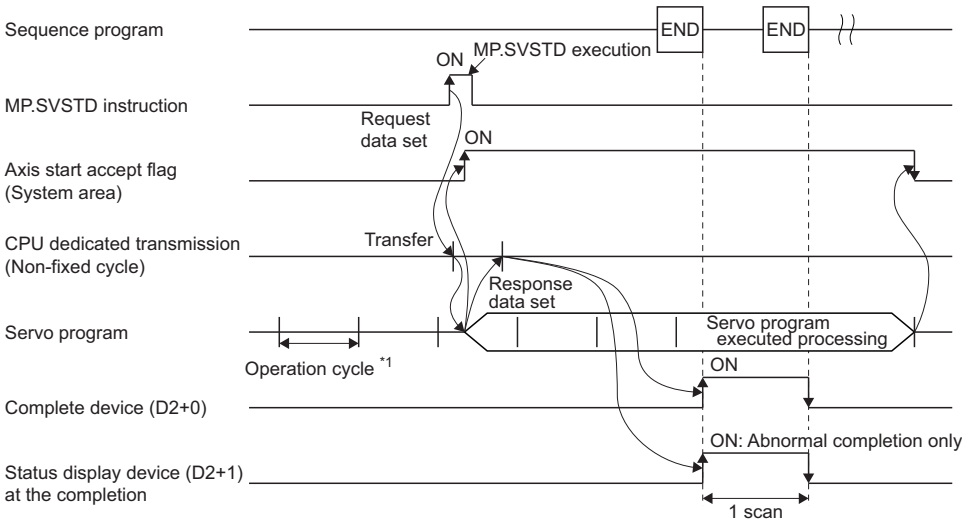 Sequence program
END
END
ON
MP.SVSTD execution
MP.SVSTD instruction
Request
data set
ON
Axis start accept flag
(System area)
CPU dedicated transmission
(Non-fixed cycle)
Transfer
Response
data set
Servo program
Servo program
executed processing
Operation cycle *1
ON
Complete device (D2+0)
ON: Abnormal completion only
Status display device (D2+1)
at the completion
1 scan